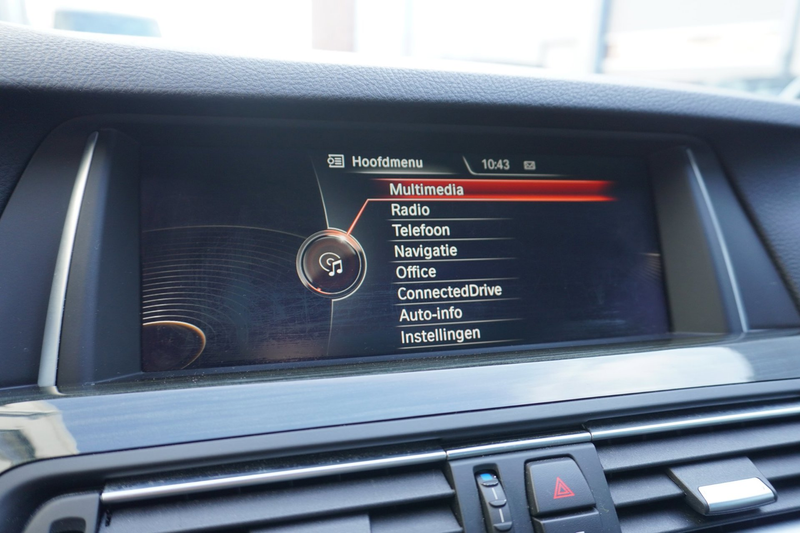 Hoofdmenu 10:43
Multimedia
Radio
Telefoon
Navigatie
Office
ConnectedDrive
Auto-info
Instellingen